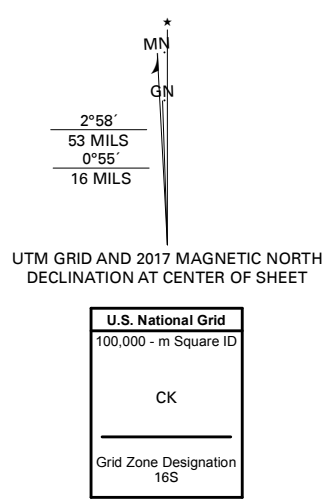 MN
GN
2°58´
53 MILS
0°55´
16 MILS
UTM GRID AND 2017 MAGNETIC NORTH
DECLINATION AT CENTER OF SHEET
U.S. National Grid
100,000 - m Square ID
CK
Grid Zone Designation
16S